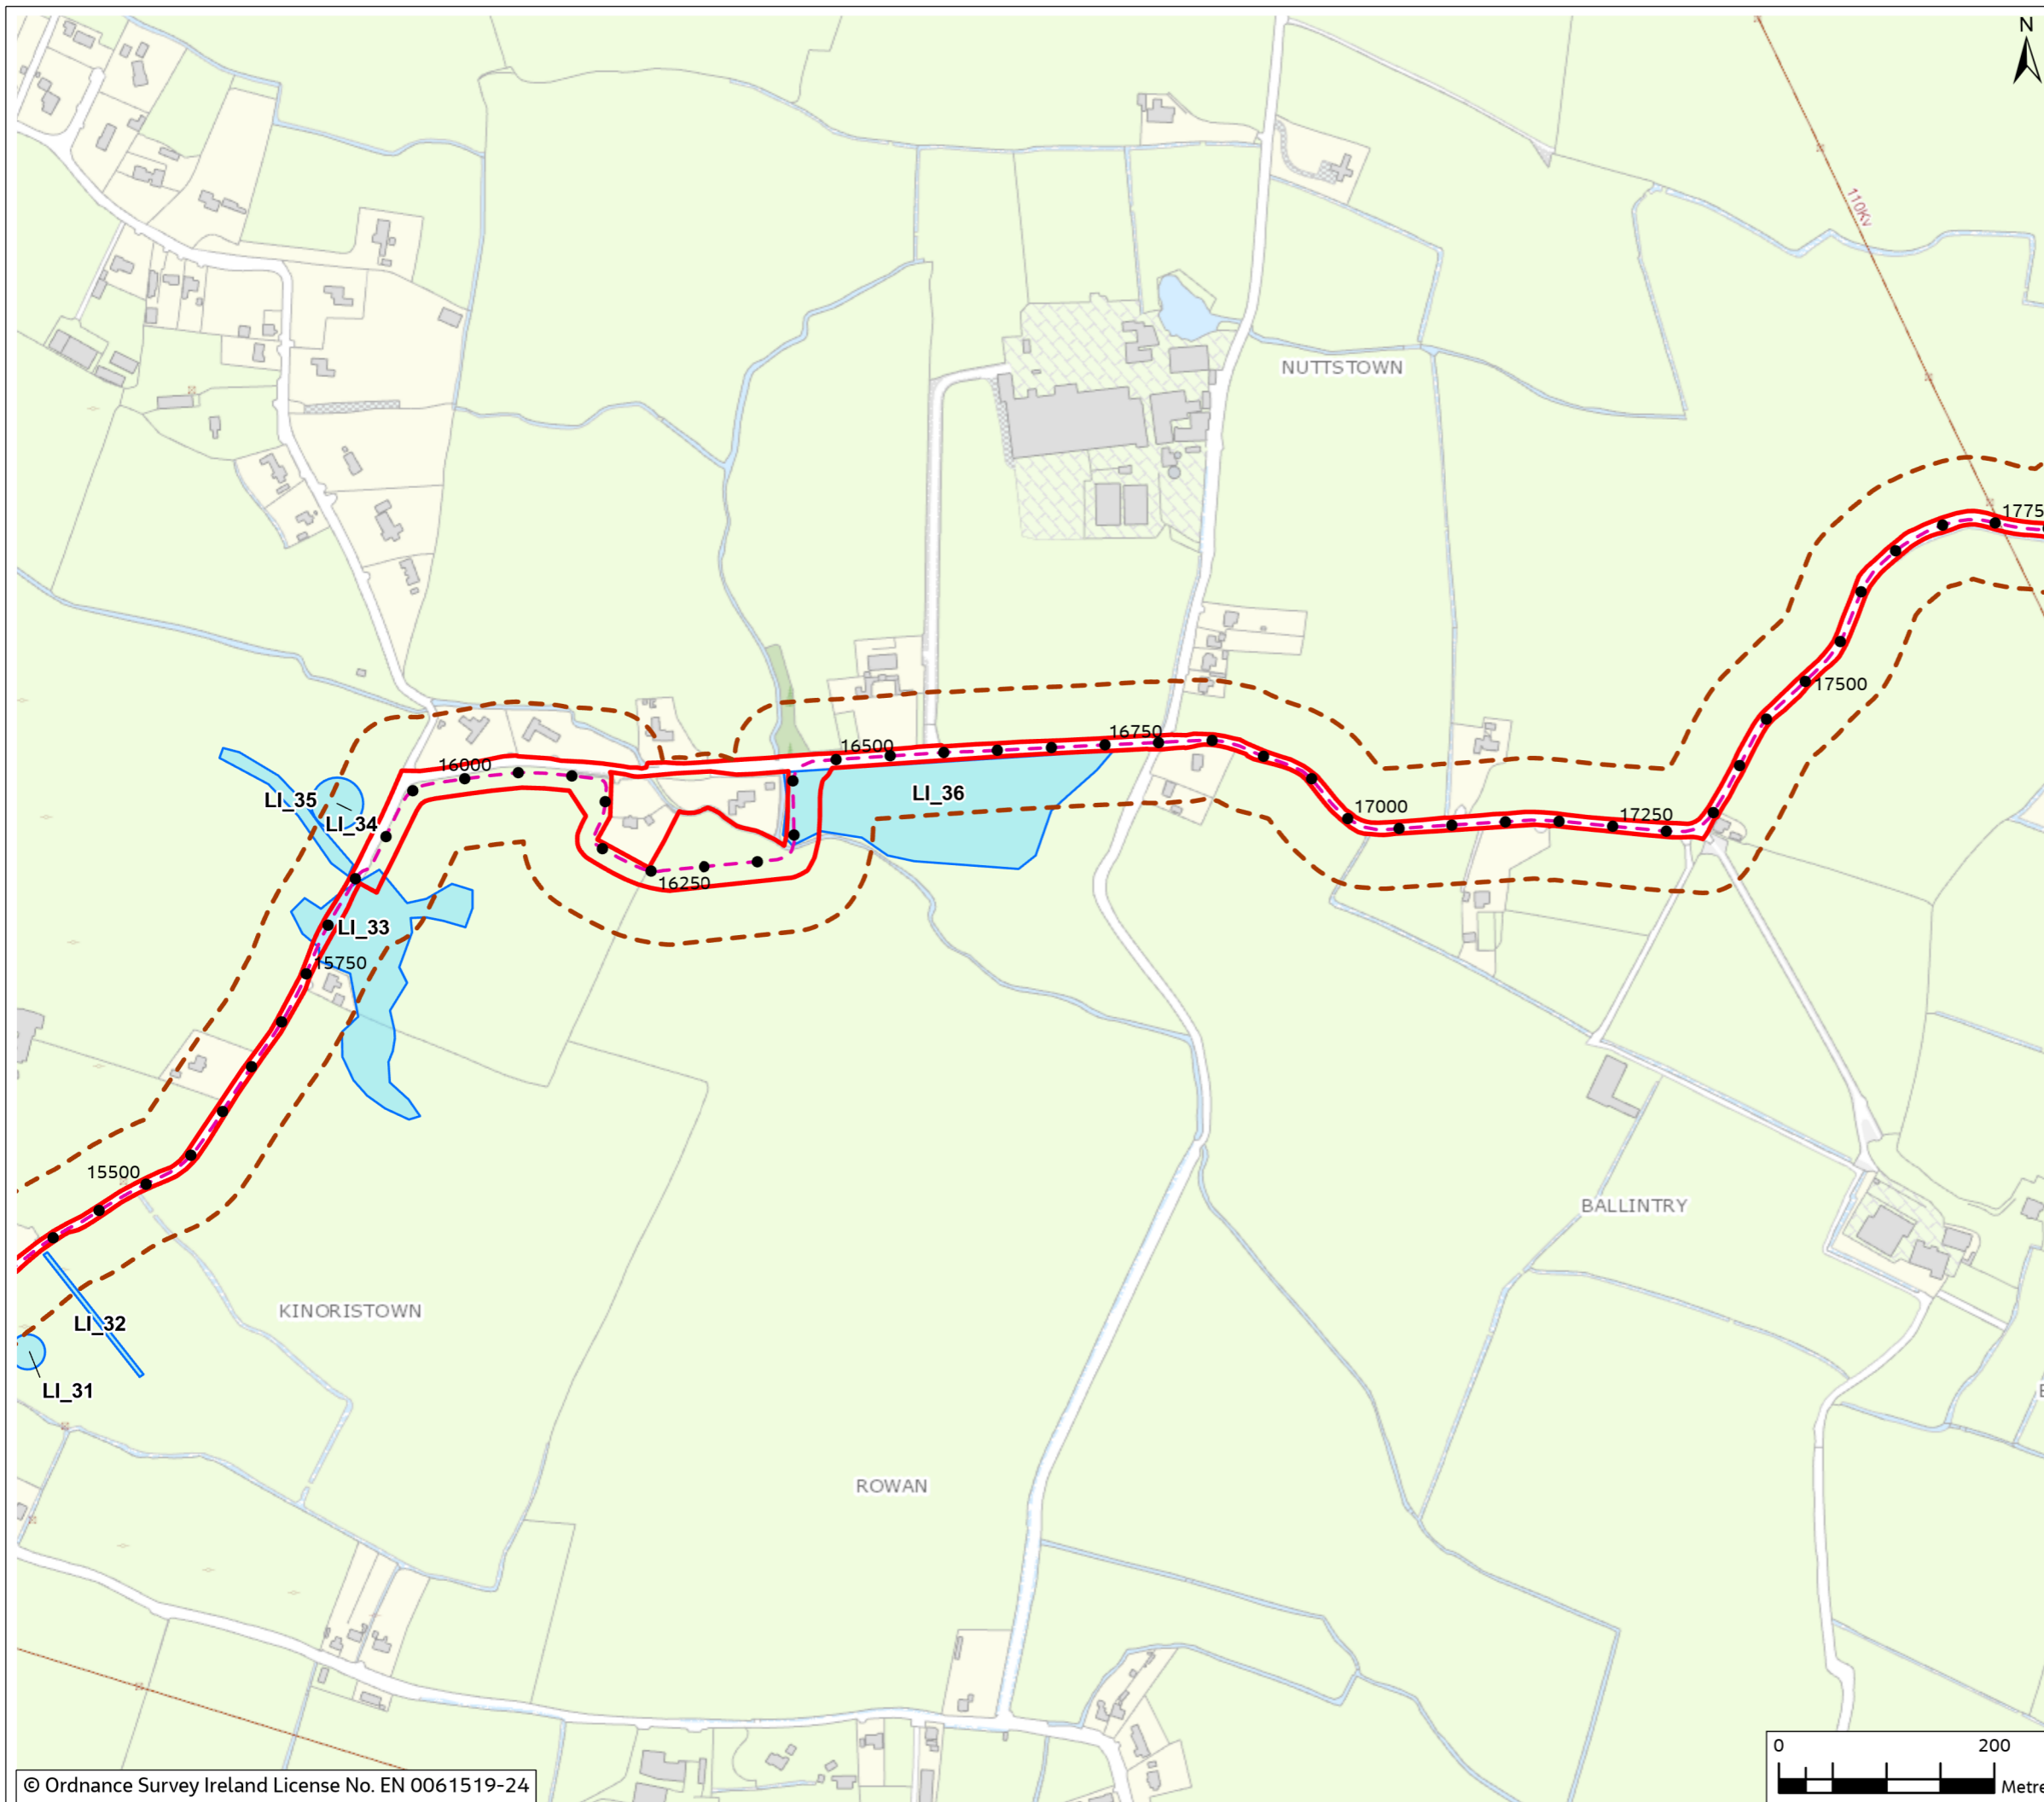 N
110Kv
NUTTSTOWN
1775
17500
16750
16500
16000
LI_35
LI_34
LI_36
17000
17250
16250
LI_33
15750
15500
BALLINTRY
KINORISTOWN
LI_32
LI_31
ROWAN
0 200
Metre
© Ordnance Survey Ireland License No. EN 0061519-24